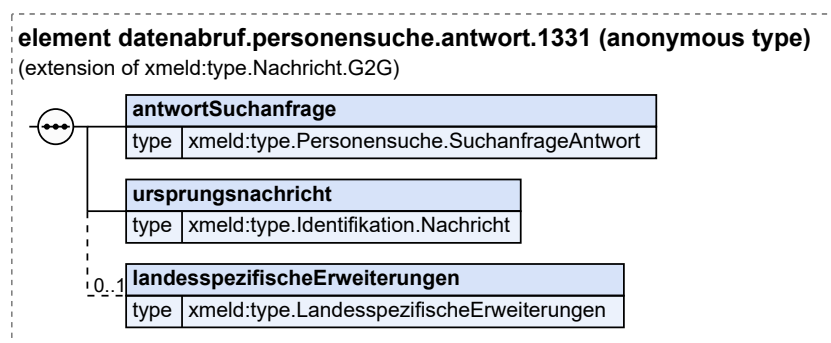 element datenabruf.personensuche.antwort.1331 (anonymous type)
(extension of xmeld:type.Nachricht.G2G)
antwortSuchanfrage
type xmeld:type.Personensuche.SuchanfrageAntwort
ursprungsnachricht
type xmeld:type.Identifikation.Nachricht
0..1 landesspezifischeErweiterungen
type xmeld:type.LandesspezifischeErweiterungen